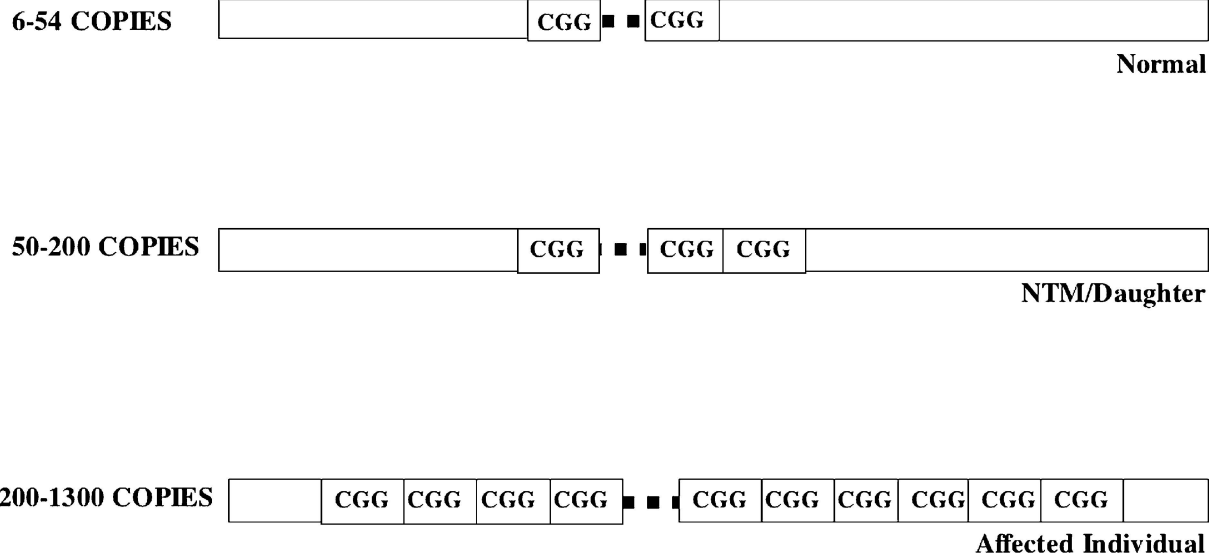 6-54 COPIES CGG CGG
Normal
50-200 COPIES CGG CGG CGG
NTM/Daughter
200-1300 COPIES CGG CGG CGG CGG CGG CGG CGG CGG CGG CGG
Affected Individual